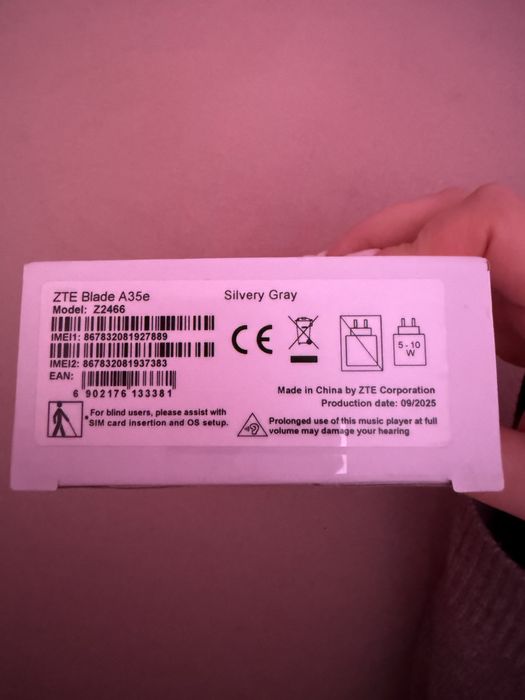 ZTE Blade A35e
Silvery Gray
Model: Z2466
IMEI1: 867832081927889
IMEI2: 867832081937383
EAN:
6 902176 133381
CE
5 - 10
W
Made in China by ZTE Corporation
Production date: 09/2025
For blind users, please assist with
SIM card insertion and OS setup.
Prolonged use of this music player at full
volume may damage your hearing